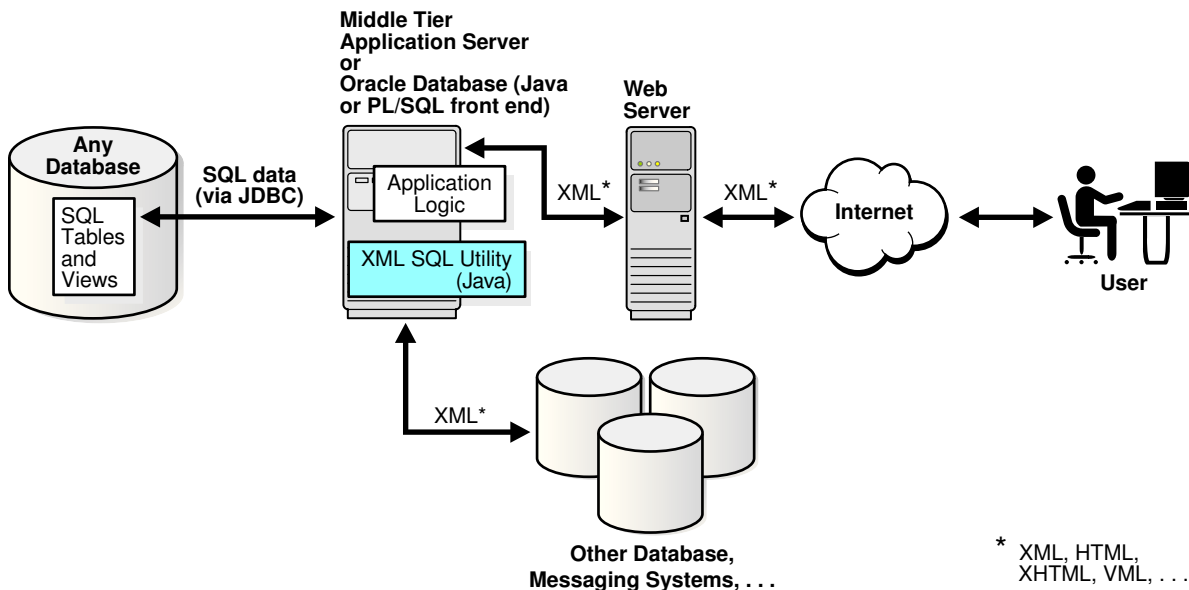 Middle Tier
Application Server
or
Oracle Database (Java
or PL/SQL front end)
Web
Server
Any
Database
SQL data
(via JDBC)
SQL
Tables
and
Views
Application
Logic
XML SQL Utility
(Java)
XML*
XML*
Internet
User
XML*
Other Database,
Messaging Systems, . . .
* XML, HTML,
XHTML, VML, . . .